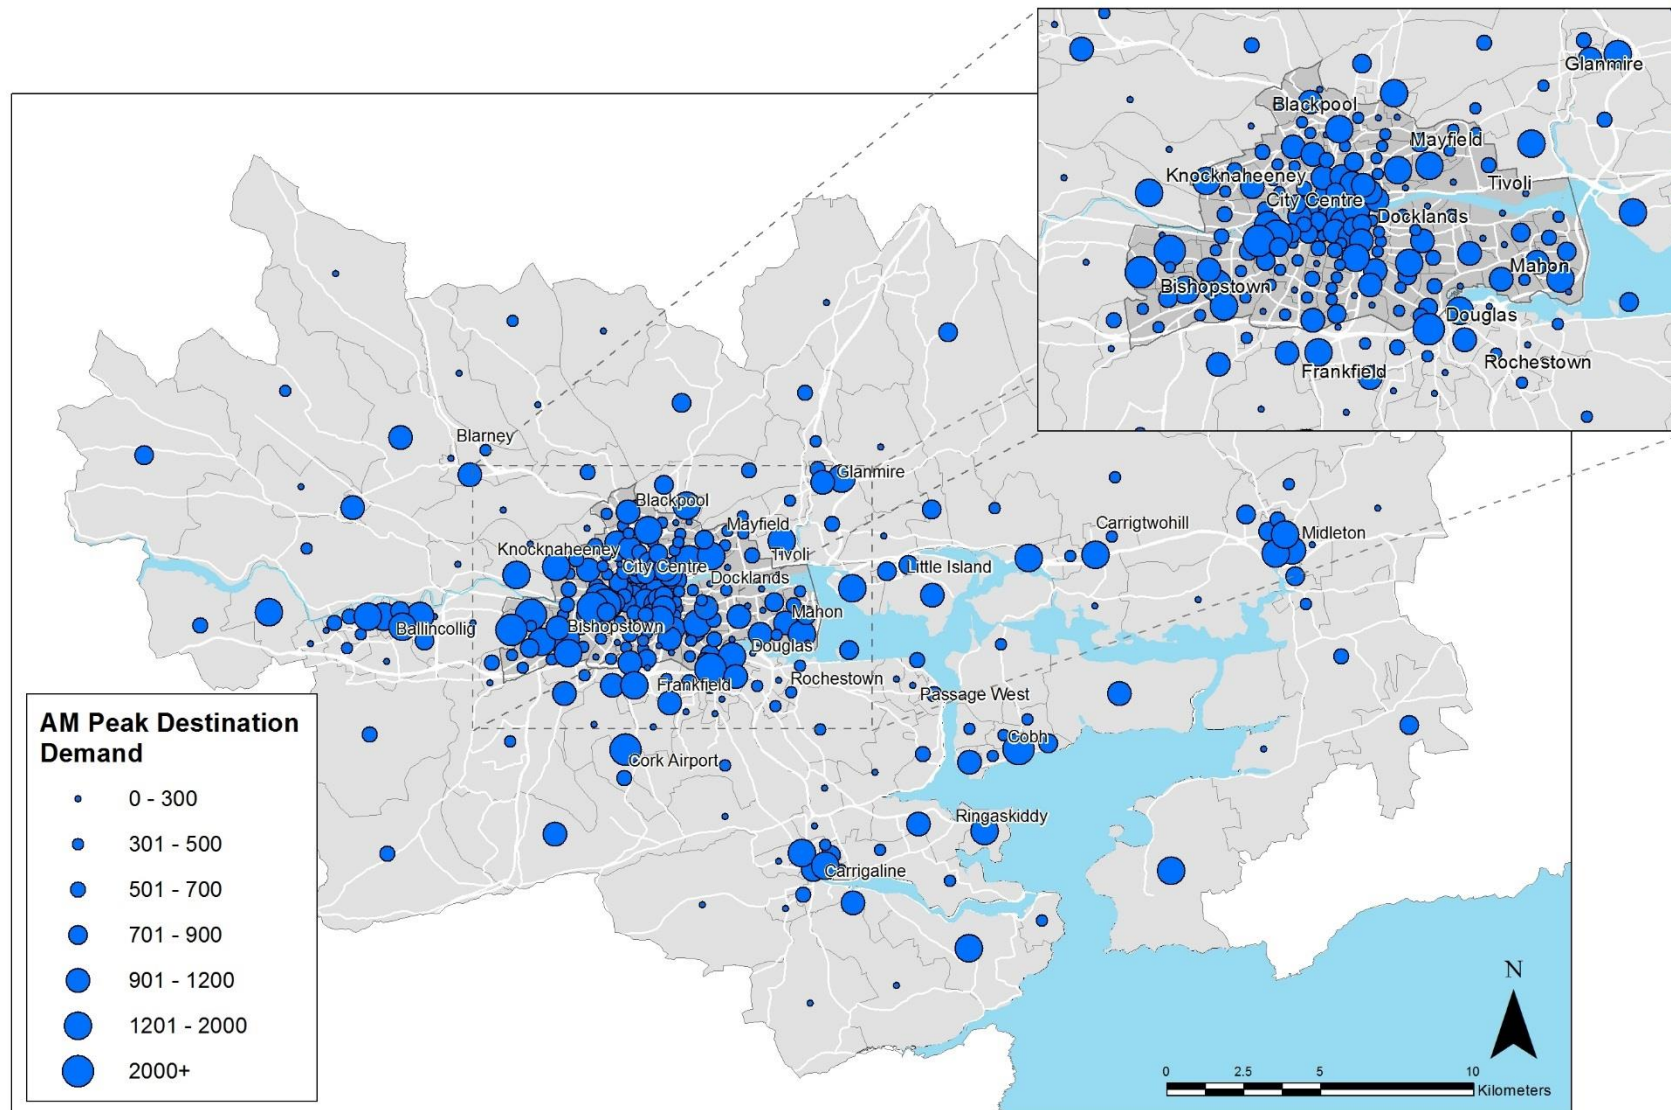 Glanmire
Blackpool
Mayfield
Knocknaheeney
Tivoli
City Centre
Docklands
Mahon
Bishopstown
Douglas
Rochestown
Frankfield
Blarney
Glanmire
Blackpool
Mayfield
Carrigtwohill
Midleton
Knocknaheeney
Tivoli
City Centre
Little Island
Docklands
Mahon
Ballincollig
Bishopstown
Douglas
Rochestown
Frankfield
Passage West
Cobh
Cork Airport
Ringaskiddy
Carrigaline
AM Peak Destination
Demand
0 - 300
301 - 500
501 - 700
701 - 900
901 - 1200
1201 - 2000
2000+
N
0 2.5 5 10
Kilometers